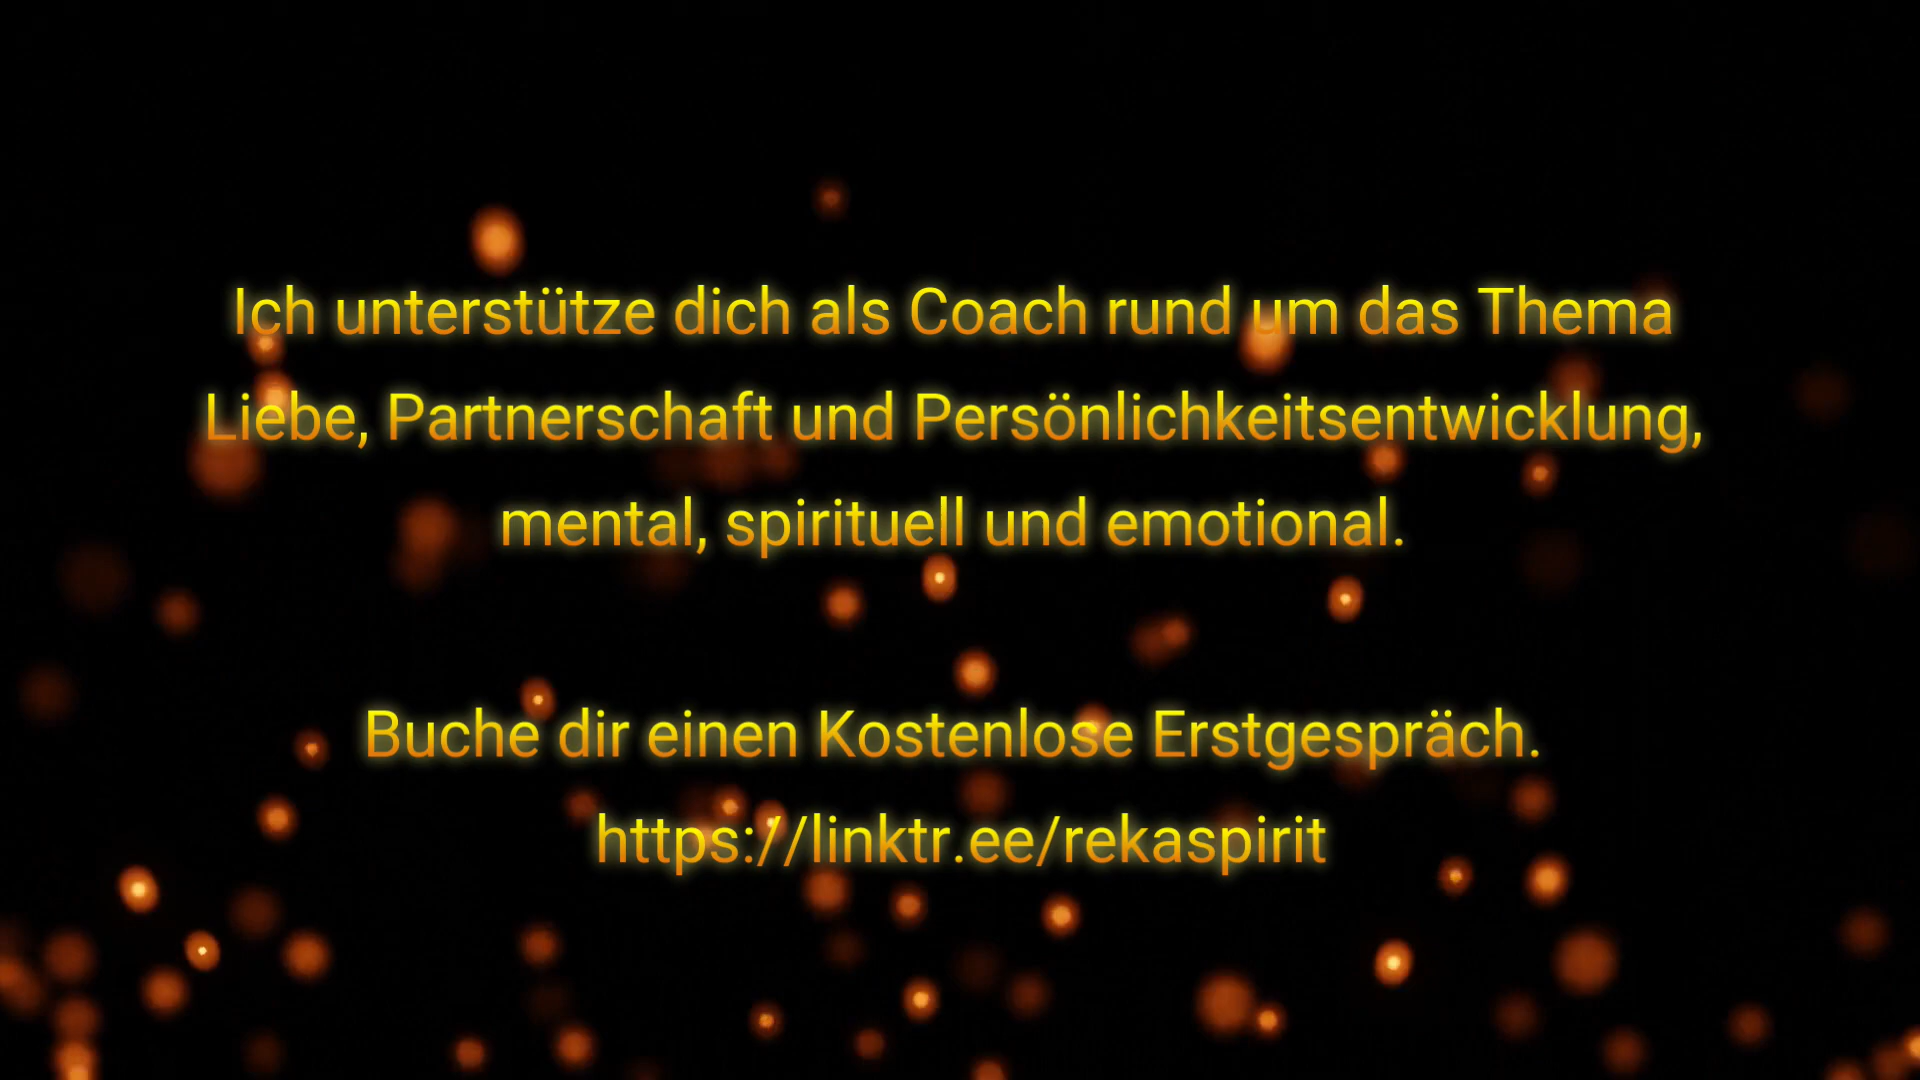 Ich unterstütze dich als Coach rund um das Thema
Liebe, Partnerschaft und Persönlichkeitsentwicklung,
mental, spirituell und emotional.
Buche dir einen Kostenlose Erstgespräch.
https://linktr.ee/rekaspirit